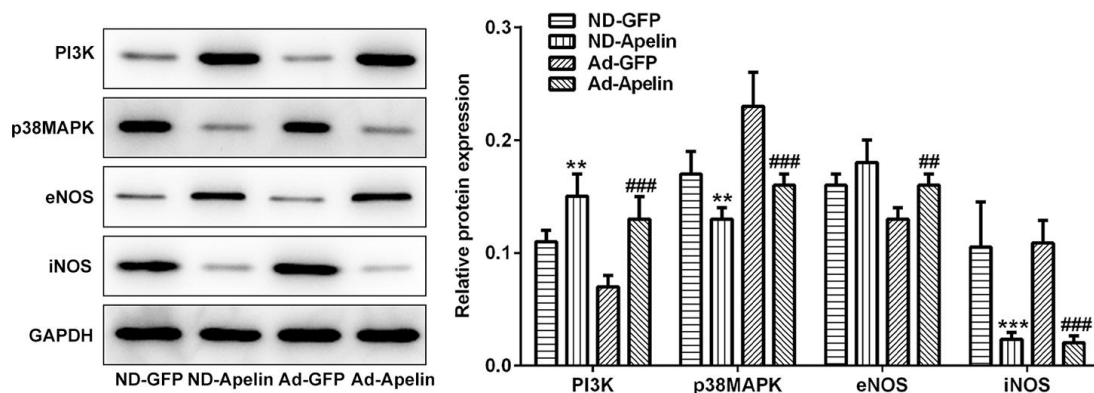 PI3K
p38MAPK
eNOS
iNOS
GAPDH
ND-GFP ND-Apelin Ad-GFP Ad-Apelin
Relative protein expression
0.3
0.2
0.1
0.0
ND-GFP
ND-Apelin
Ad-GFP
Ad-Apelin
** ###
** ###
##
*** ###
PI3K p38MAPK eNOS iNOS